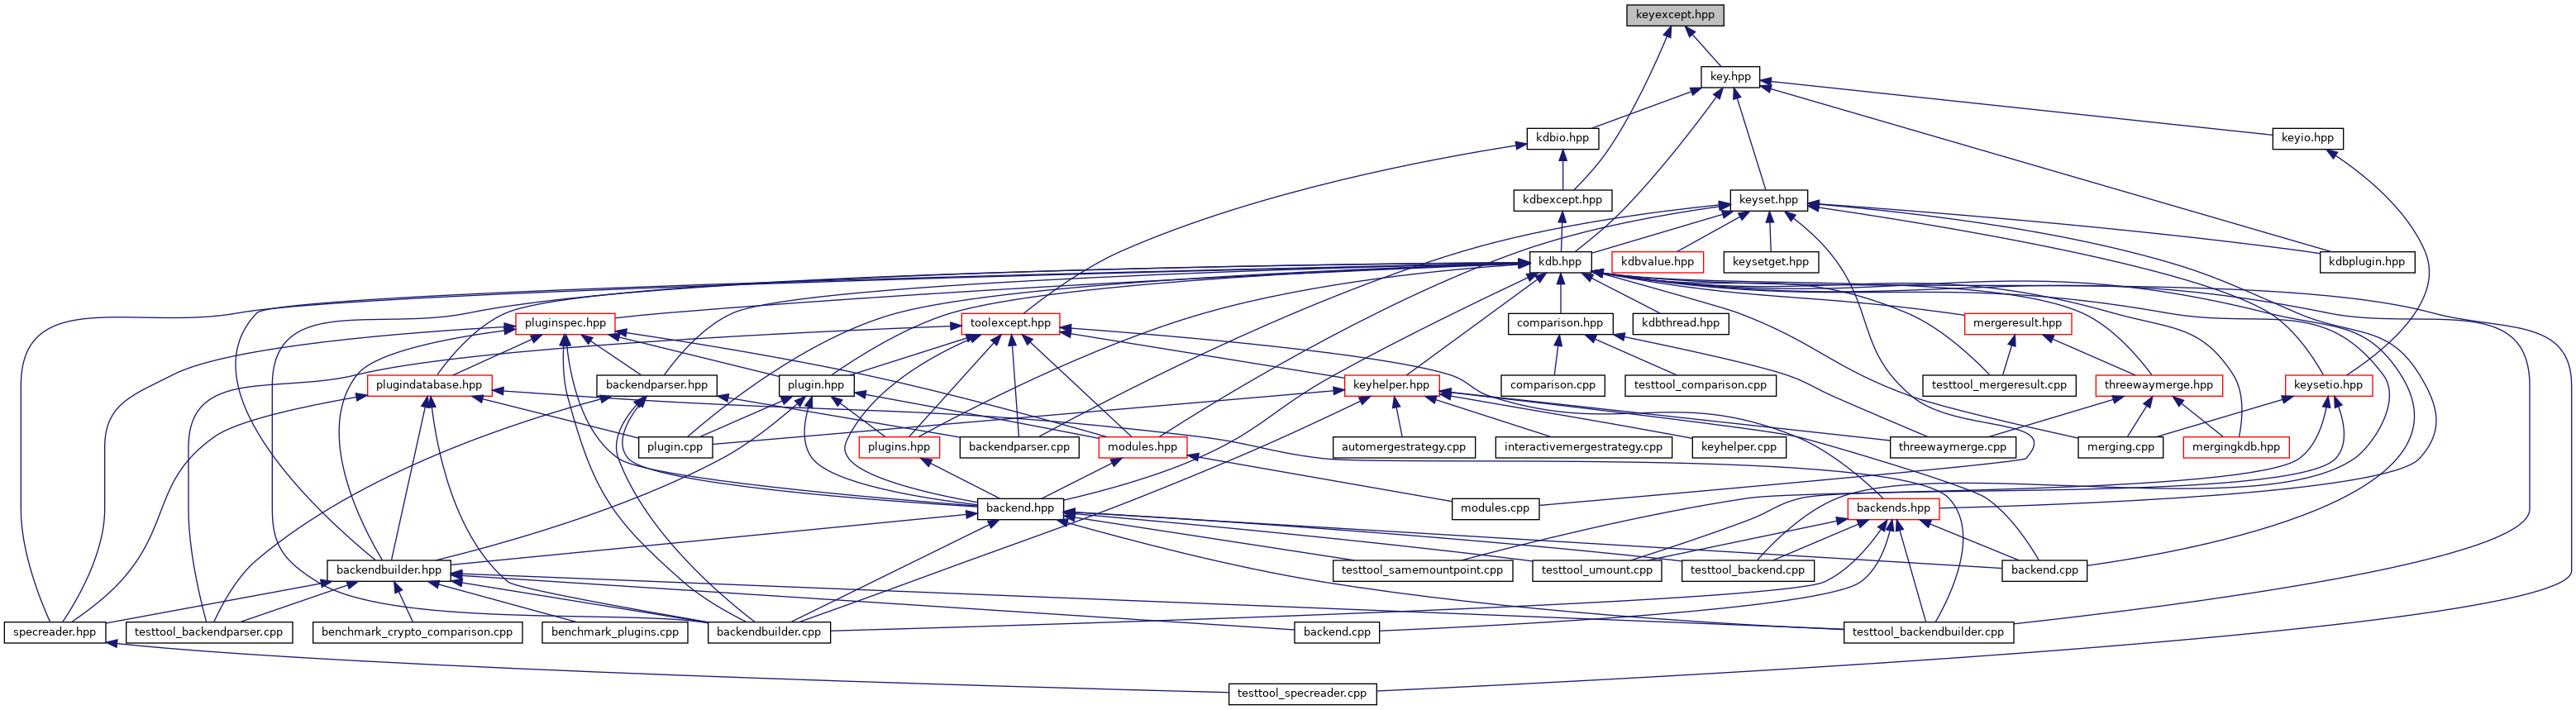 keyexcept.hpp
key.hpp
kdbio.hpp
keyio.hpp
kdbexcept.hpp
keyset.hpp
kdb.hpp
kdbvalue.hpp
keysetget.hpp
kdbplugin.hpp
pluginspec.hpp
toolexcept.hpp
comparison.hpp
kdbthread.hpp
mergeresult.hpp
plugindatabase.hpp
backendparser.hpp
plugin.hpp
keyhelper.hpp
comparison.cpp
testtool_comparison.cpp
testtool_mergeresult.cpp
threewaymerge.hpp
keysetio.hpp
plugin.cpp
plugins.hpp
backendparser.cpp
modules.hpp
automergestrategy.cpp
interactivemergestrategy.cpp
keyhelper.cpp
threewaymerge.cpp
merging.cpp
mergingkdb.hpp
backend.hpp
modules.cpp
backends.hpp
backendbuilder.hpp
testtool_samemountpoint.cpp
testtool_umount.cpp
testtool_backend.cpp
backend.cpp
specreader.hpp
testtool_backendparser.cpp
benchmark_crypto_comparison.cpp
benchmark_plugins.cpp
backend.cpp
backendbuilder.cpp
testtool_backendbuilder.cpp
testtool_specreader.cpp